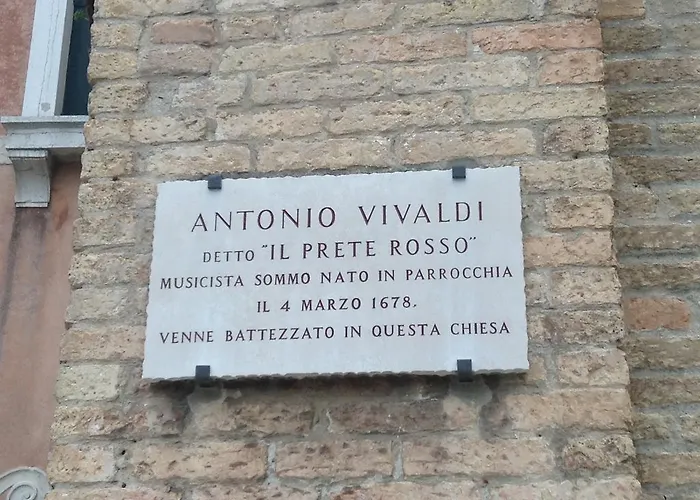 ANTONIO VIVALDI
DETTO "IL PRETE ROSSO"
MUSICISTA SOMMO NATO IN PARROCCHIA
IL 4 MARZO 1678.
VENNE BATTEZZATO IN QUESTA CHIESA